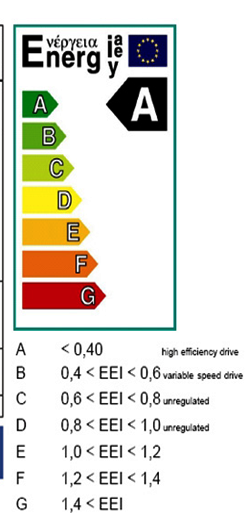 Ενέργεια
Energ ia
ie
y
A
A
B
C
D
E
F
G
A < 0,40 high efficiency drive
B 0,4 < EEI < 0,6 variable speed drive
C 0,6 < EEI < 0,8 unregulated
D 0,8 < EEI < 1,0 unregulated
E 1,0 < EEI < 1,2
F 1,2 < EEI < 1,4
G 1,4 < EEI